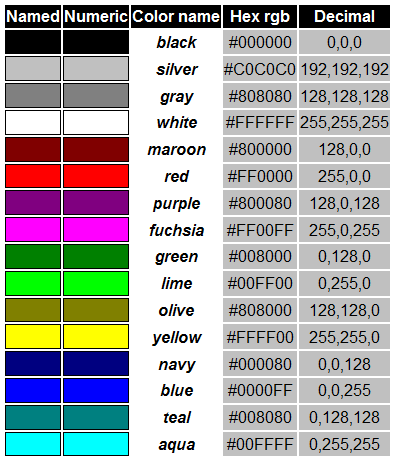 Named Numeric Color name Hex rgb Decimal
black #000000 0,0,0
silver #C0C0C0 192,192,192
gray #808080 128,128,128
white #FFFFFF 255,255,255
maroon #800000 128,0,0
red #FF0000 255,0,0
purple #800080 128,0,128
fuchsia #FF00FF 255,0,255
green #008000 0,128,0
lime #00FF00 0,255,0
olive #808000 128,128,0
yellow #FFFF00 255,255,0
navy #000080 0,0,128
blue #0000FF 0,0,255
teal #008080 0,128,128
aqua #00FFFF 0,255,255